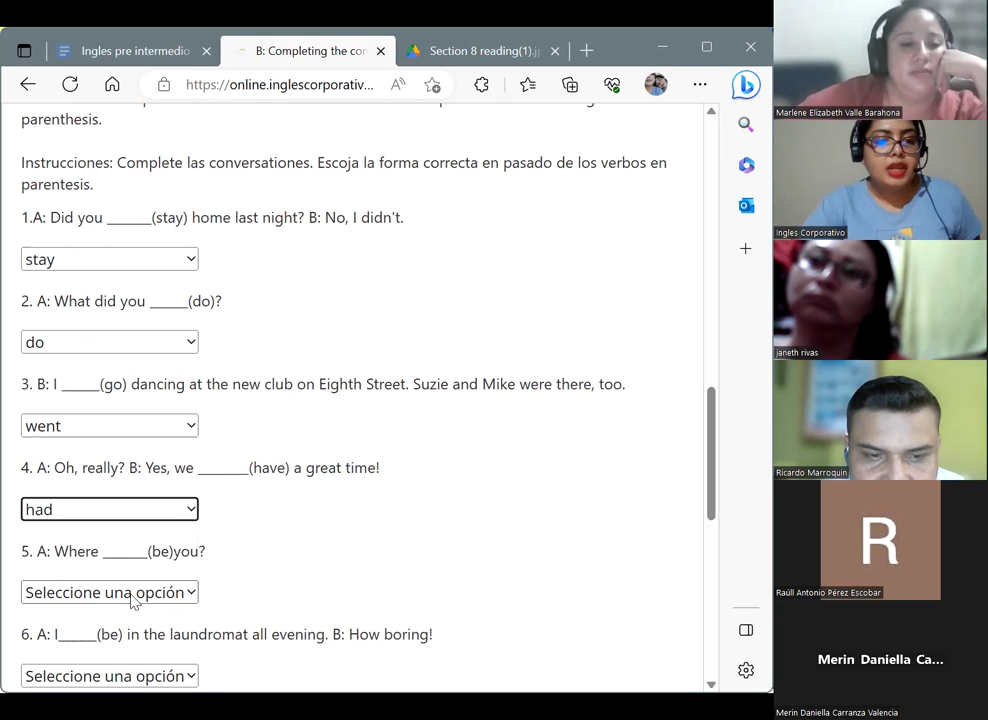 Ingles pre intermedio
B: Completing the con
Section 8 reading(1).j
https://online.inglescorporativ...
parenthesis.
Instrucciones: Complete las conversationes. Escoja la forma correcta en pasado de los verbos en
parentesis.
1.A: Did you ______(stay) home last night? B: No, I didn't.
stay
2. A: What did you _____(do)?
do
3. B: I _____(go) dancing at the new club on Eighth Street. Suzie and Mike were there, too.
went
4. A: Oh, really? B: Yes, we _______(have) a great time!
had
5. A: Where ______(be)you?
Seleccione una opción
6. A: I_____(be) in the laundromat all evening. B: How boring!
Seleccione una opción
Marlene Elizabeth Valle Barahona
Ingles Corporativo
janeth rivas
Ricardo Marroquin
R
Raúll Antonio Pérez Escobar
Merin Daniella Ca...
Merin Daniella Carranza Valencia